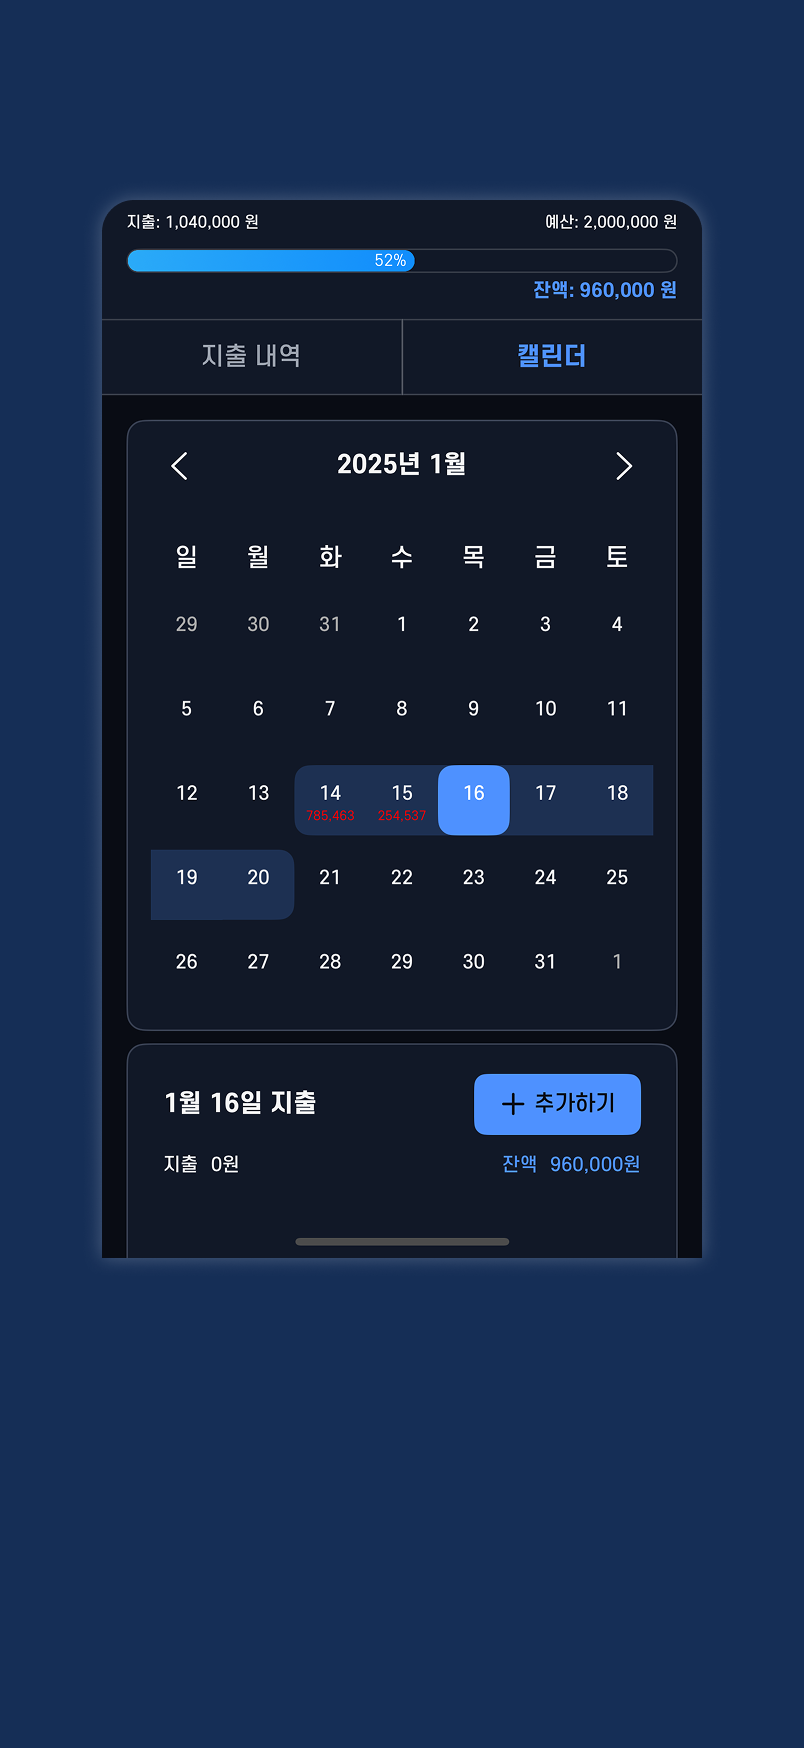 지출: 1,040,000 원 예산: 2,000,000 원
52%
잔액: 960,000 원
지출 내역 캘린더
2025년 1월
일 월 화 수 목 금 토
29 30 31 1 2 3 4
5 6 7 8 9 10 11
12 13 14 15 16 17 18
785,463 254,537
19 20 21 22 23 24 25
26 27 28 29 30 31 1
1월 16일 지출 + 추가하기
지출 0원 잔액 960,000원